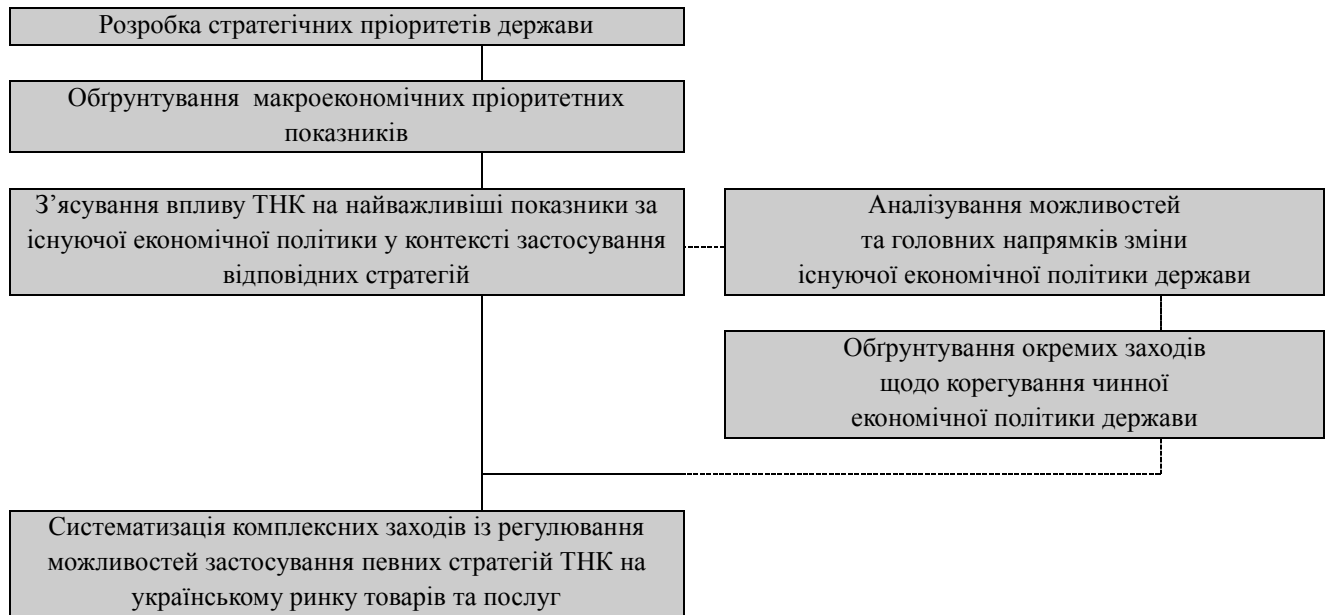 Розробка стратегічних пріоритетів держави
Обґрунтування макроекономічних пріоритетних
показників
З’ясування впливу ТНК на найважливіші показники за
існуючої економічної політики у контексті застосування
відповідних стратегій
Аналізування можливостей
та головних напрямків зміни
існуючої економічної політики держави
Обґрунтування окремих заходів
щодо корегування чинної
економічної політики держави
Систематизація комплексних заходів із регулювання
можливостей застосування певних стратегій ТНК на
українському ринку товарів та послуг